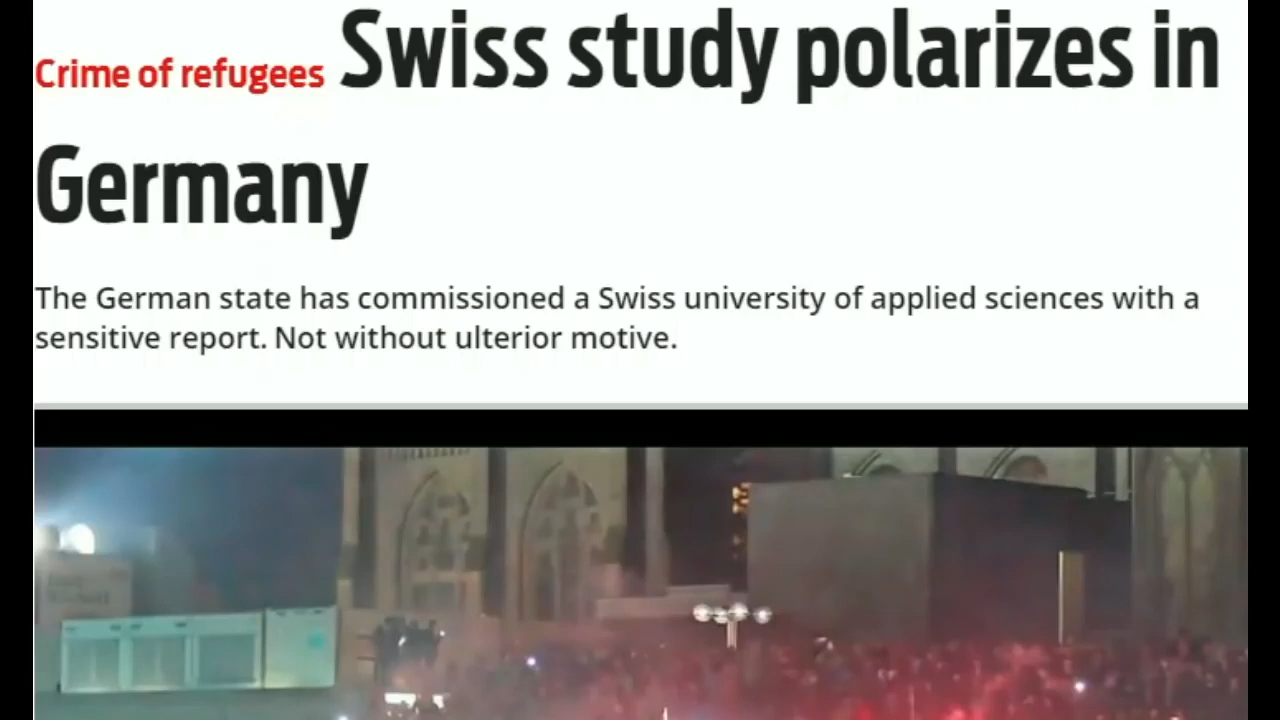 Crime of refugees Swiss study polarizes in
Germany
The German state has commissioned a Swiss university of applied sciences with a
sensitive report. Not without ulterior motive.